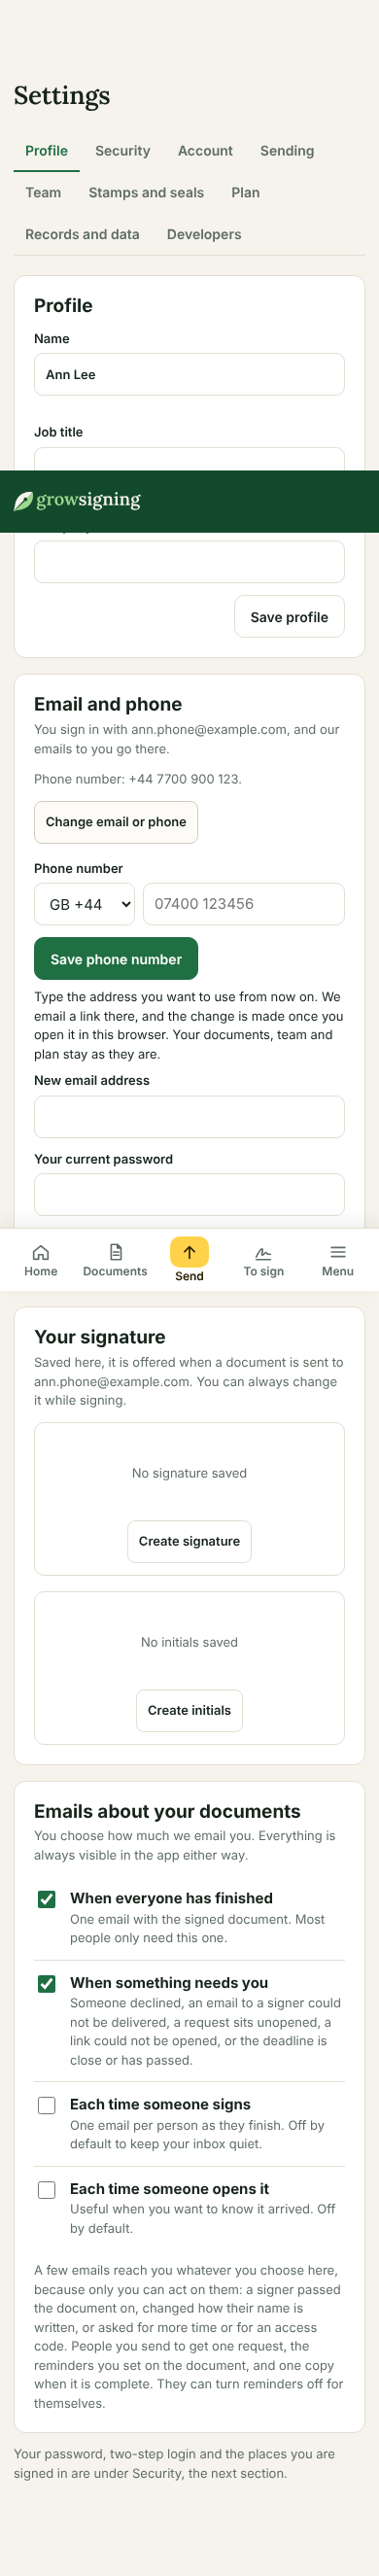 Settings
Profile Security Account Sending
Team Stamps and seals Plan
Records and data Developers
Profile
Name
Ann Lee
Job title
growsigning
Save profile
Email and phone
You sign in with ann.phone@example.com, and our
emails to you go there.
Phone number: +44 7700 900 123.
Change email or phone
Phone number
GB +44 07400 123456
Save phone number
Type the address you want to use from now on. We
email a link there, and the change is made once you
open it in this browser. Your documents, team and
plan stay as they are.
New email address
Your current password
Home Documents Send To sign Menu
Your signature
Saved here, it is offered when a document is sent to
ann.phone@example.com. You can always change
it while signing.
No signature saved
Create signature
No initials saved
Create initials
Emails about your documents
You choose how much we email you. Everything is
always visible in the app either way.
When everyone has finished
One email with the signed document. Most
people only need this one.
When something needs you
Someone declined, an email to a signer could
not be delivered, a request sits unopened, a
link could not be opened, or the deadline is
close or has passed.
Each time someone signs
One email per person as they finish. Off by
default to keep your inbox quiet.
Each time someone opens it
Useful when you want to know it arrived. Off
by default.
A few emails reach you whatever you choose here,
because only you can act on them: a signer passed
the document on, changed how their name is
written, or asked for more time or for an access
code. People you send to get one request, the
reminders you set on the document, and one copy
when it is complete. They can turn reminders off for
themselves.
Your password, two-step login and the places you
are signed in are under Security, the next section.